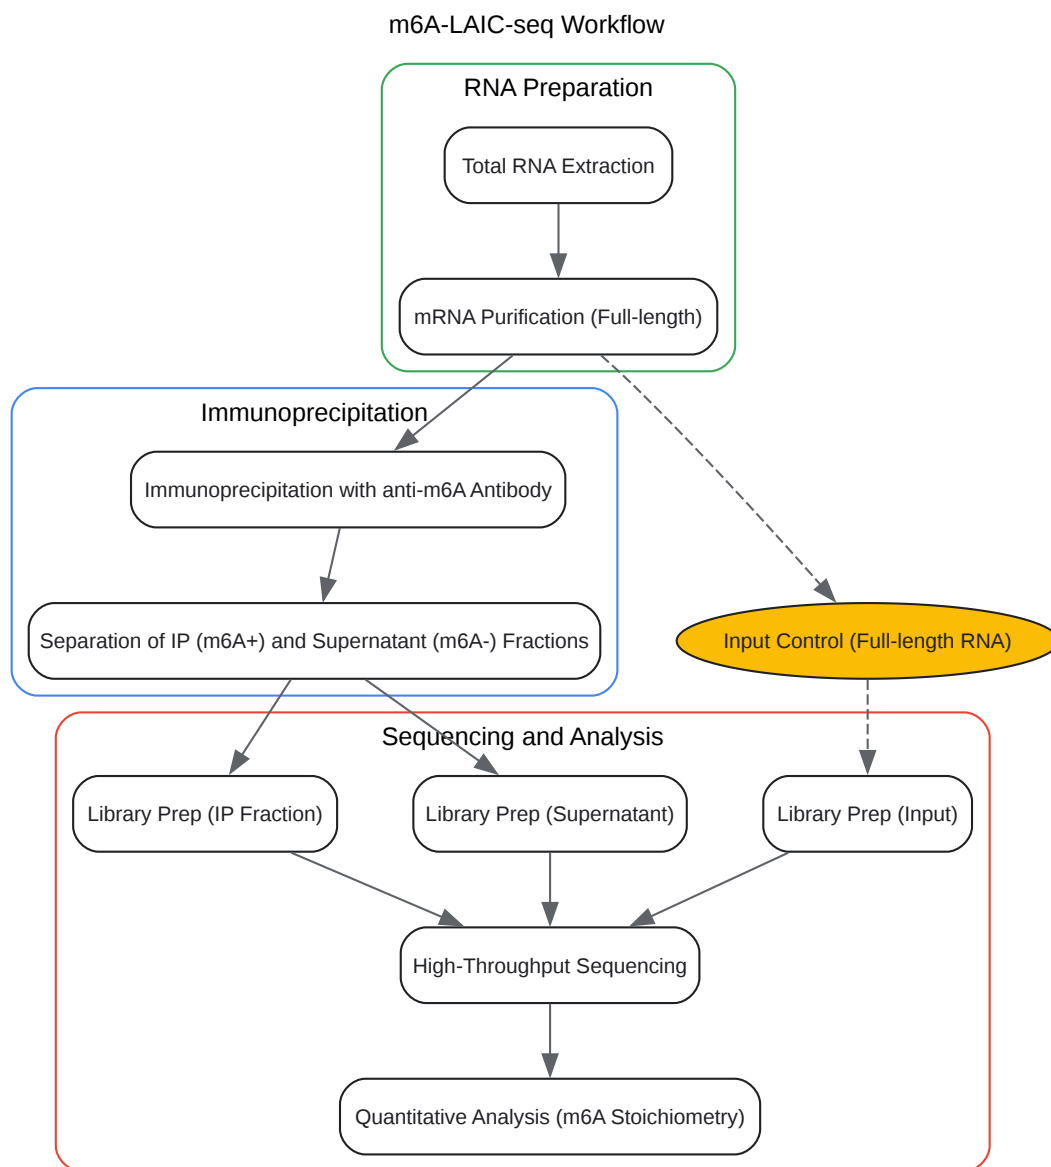 m6A-LAIC-seq Workflow
RNA Preparation
Total RNA Extraction
mRNA Purification (Full-length)
Immunoprecipitation
Immunoprecipitation with anti-m6A Antibody
Separation of IP (m6A+) and Supernatant (m6A-) Fractions
Input Control (Full-length RNA)
Sequencing and Analysis
Library Prep (IP Fraction)
Library Prep (Supernatant)
Library Prep (Input)
High-Throughput Sequencing
Quantitative Analysis (m6A Stoichiometry)